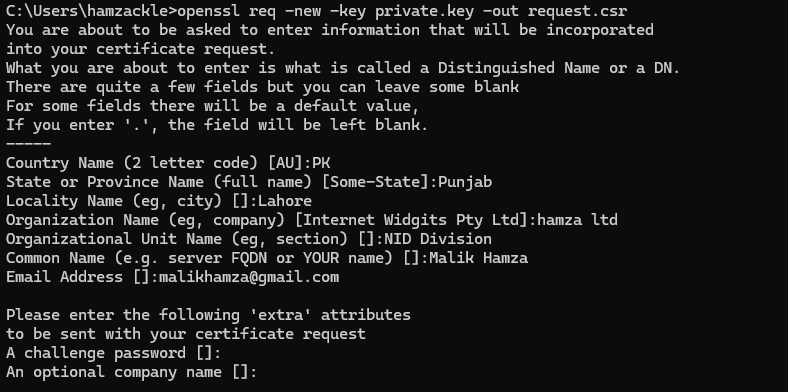 C:\Users\hamzackle>openssl req -new -key private.key -out request.csr
You are about to be asked to enter information that will be incorporated
into your certificate request.
What you are about to enter is what is called a Distinguished Name or a DN.
There are quite a few fields but you can leave some blank
For some fields there will be a default value,
If you enter '.', the field will be left blank.
-----
Country Name (2 letter code) [AU]:PK
State or Province Name (full name) [Some-State]:Punjab
Locality Name (eg, city) []:Lahore
Organization Name (eg, company) [Internet Widgits Pty Ltd]:hamza ltd
Organizational Unit Name (eg, section) []:NID Division
Common Name (e.g. server FQDN or YOUR name) []:Malik Hamza
Email Address []:malikhamza@gmail.com

Please enter the following 'extra' attributes
to be sent with your certificate request
A challenge password []:
An optional company name []: